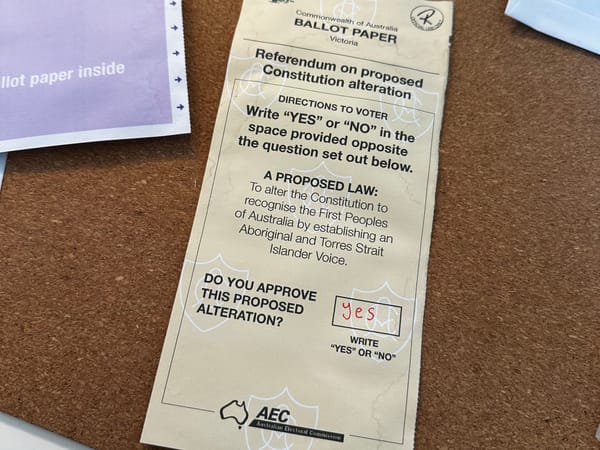 llot paper inside
Commonwealth of Australia
BALLOT PAPER
Victoria
Referendum on proposed
Constitution alteration
DIRECTIONS TO VOTER
Write “YES” or “NO” in the
space provided opposite
the question set out below.
A PROPOSED LAW:
To alter the Constitution to
recognise the First Peoples
of Australia by establishing an
Aboriginal and Torres Strait
Islander Voice.
DO YOU APPROVE
THIS PROPOSED
ALTERATION?
yes
WRITE
“YES” OR “NO”
AEC
Australian Electoral Commission